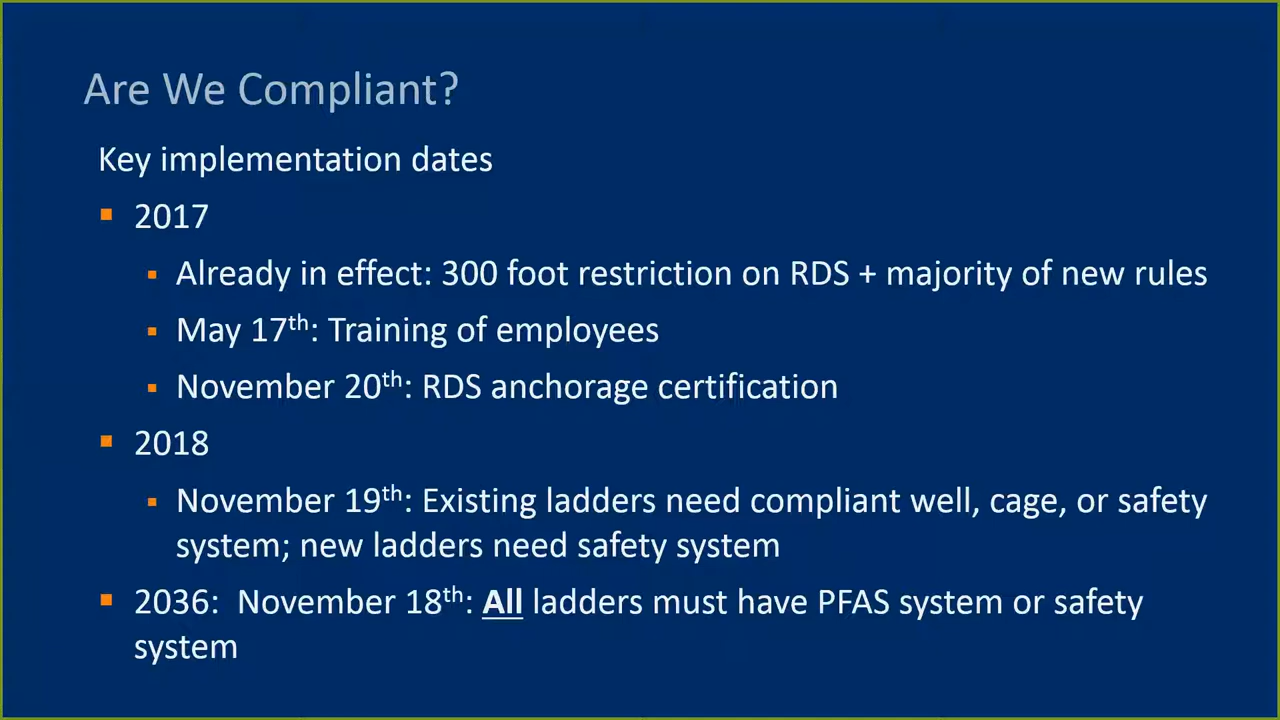 Are We Compliant?
Key implementation dates
2017
Already in effect: 300 foot restriction on RDS + majority of new rules
May 17th: Training of employees
November 20th: RDS anchorage certification
2018
November 19th: Existing ladders need compliant well, cage, or safety
system; new ladders need safety system
2036:  November 18th: All ladders must have PFAS system or safety
system